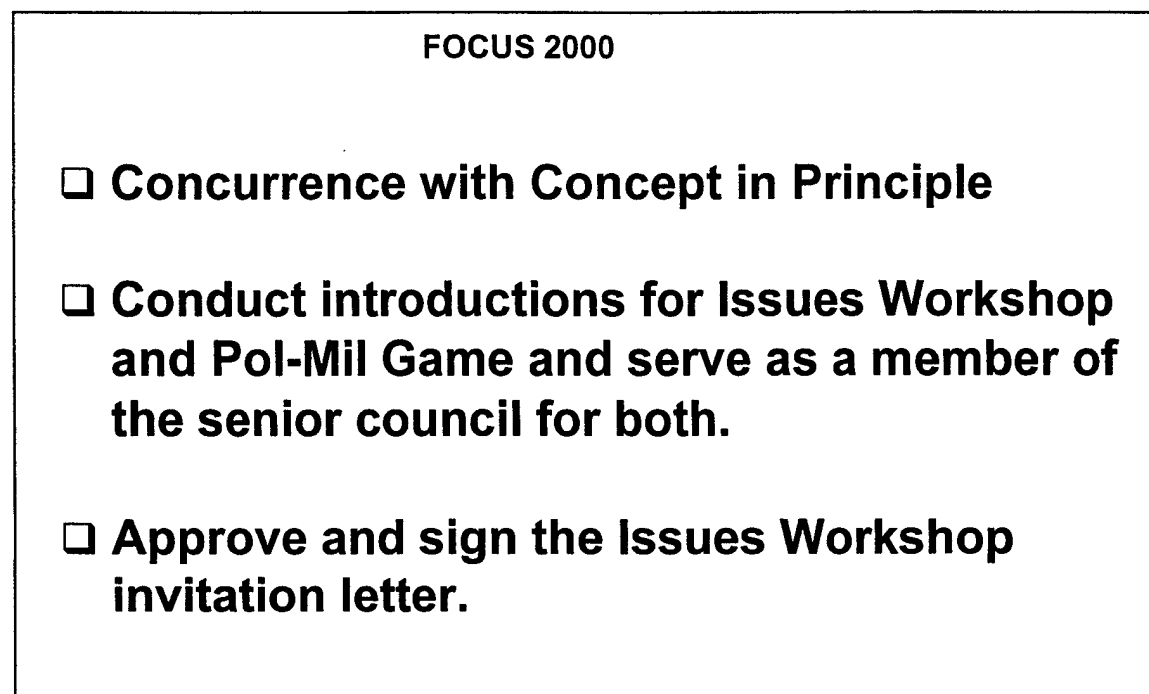 FOCUS 2000
❑ Concurrence with Concept in Principle
❑ Conduct introductions for Issues Workshop
and Pol-Mil Game and serve as a member of
the senior council for both.
❑ Approve and sign the Issues Workshop
invitation letter.